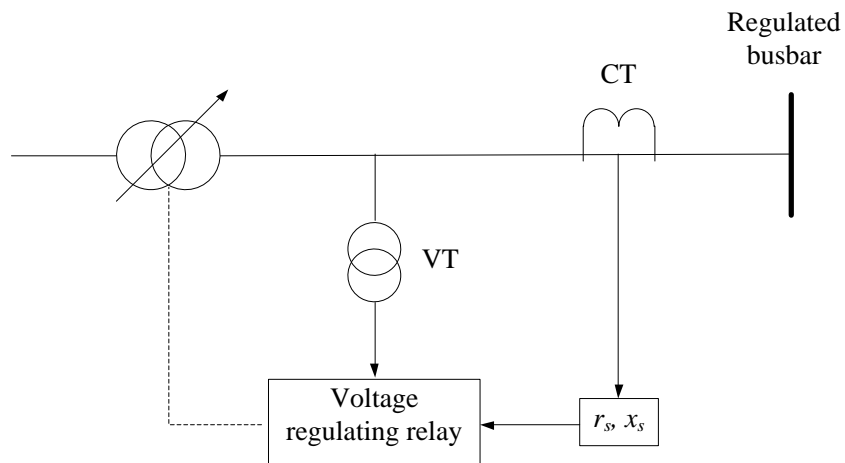 Regulated
busbar
CT
VT
Voltage
regulating relay
rₛ, xₛ